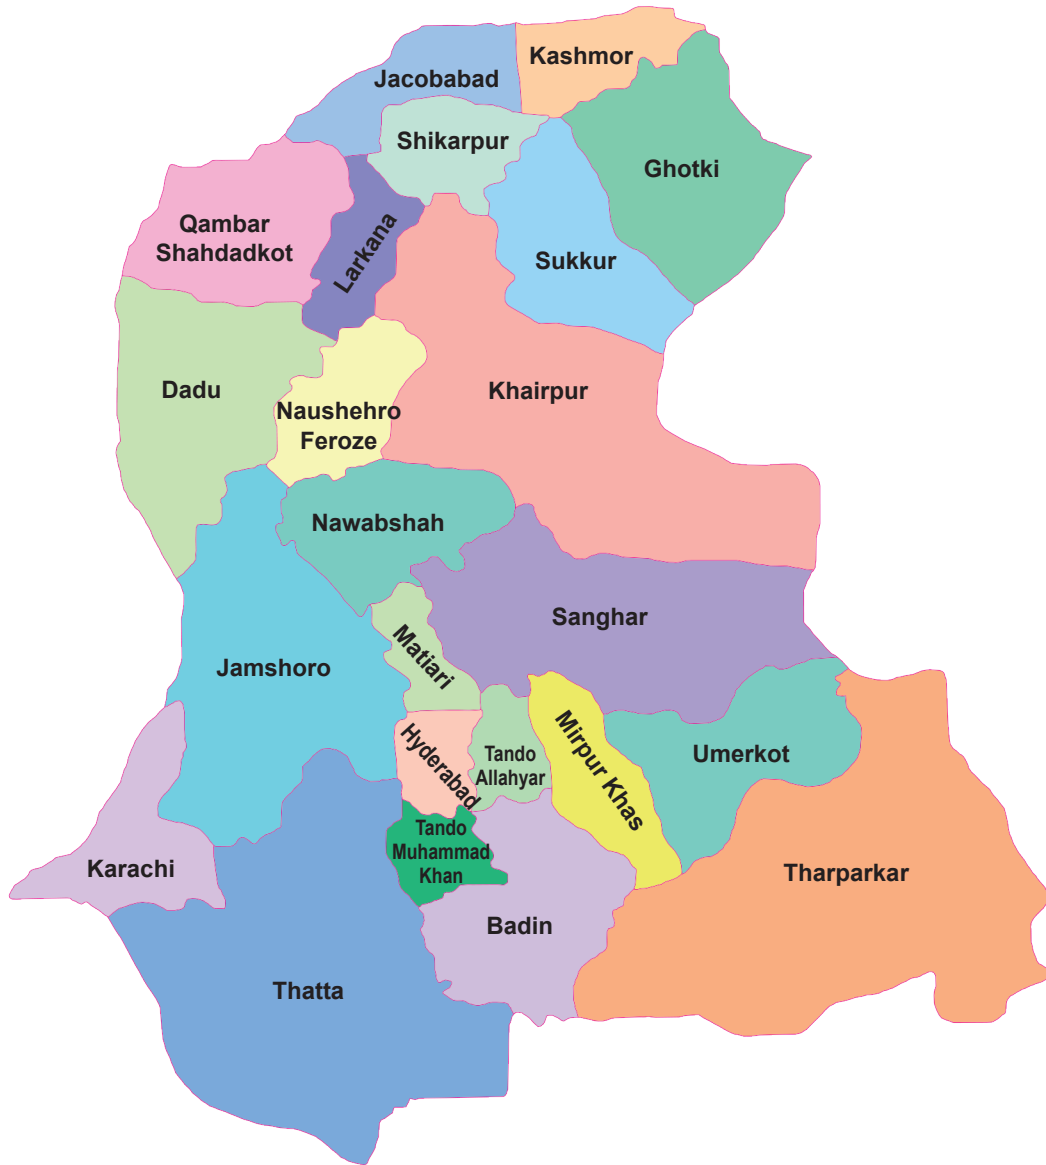 Kashmor
Jacobabad
Shikarpur
Ghotki
Qambar
Shahdadkot
Larkana
Sukkur
Dadu
Khairpur
Naushehro
Feroze
Nawabshah
Sanghar
Matiari
Jamshoro
Hyderabad
Tando
Allahyar
Mirpur Khas
Umerkot
Tando
Muhammad
Khan
Karachi
Tharparkar
Badin
Thatta